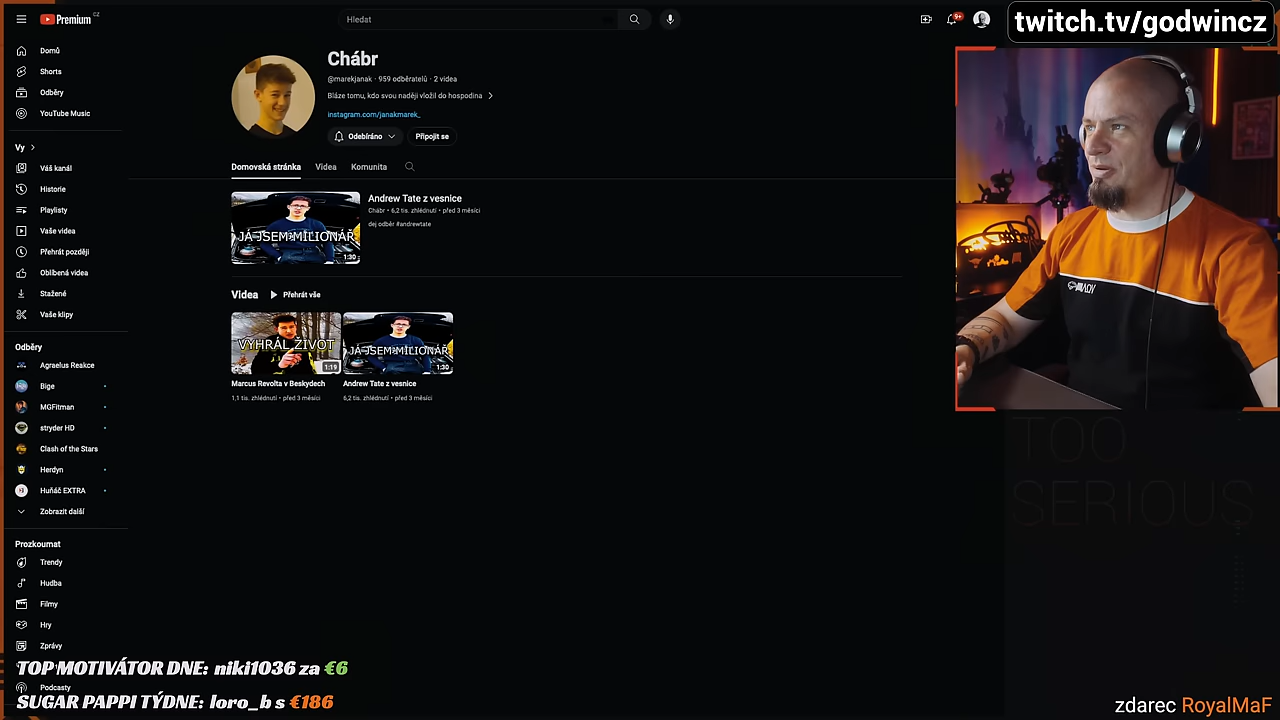 Premium CZ
Hledat
9+
twitch.tv/godwincz
Domů
Shorts
Odběry
YouTube Music
Vy
Váš kanál
Historie
Playlisty
Vaše videa
Přehrát později
Oblíbená videa
Stažené
Vaše klipy
Odběry
Agraelus Reakce
Bige
MGFitman
stryder HD
Clash of the Stars
Herdyn
Huňáč EXTRA
Zobrazit další
Prozkoumat
Trendy
Hudba
Filmy
Hry
Zprávy
Podcasty
Chábr
@marekjanak · 959 odběratelů · 2 videa
Bláze tomu, kdo svou naději vložil do hospodina
instagram.com/janakmarek_
Odebíráno
Připojit se
Domovská stránka Videa Komunita
JÁ JSEM MILIONÁŘ
1:30
Andrew Tate z vesnice
Chábr • 6,2 tis. zhlédnutí • před 3 měsíci
dej odběr #andrewtate
Videa
Přehrát vše
VYHRÁL ŽIVOT
1:19
Marcus Revolta v Beskydech
1,1 tis. zhlédnutí • před 3 měsíci
JÁ JSEM MILIONÁŘ
1:30
Andrew Tate z vesnice
6,2 tis. zhlédnutí • před 3 měsíci
TOO
SERIOUS
TOP MOTIVÁTOR DNE: niki1036 za €6
SUGAR PAPPI TÝDNE: loro_b s €186
zdarec RoyalMaF